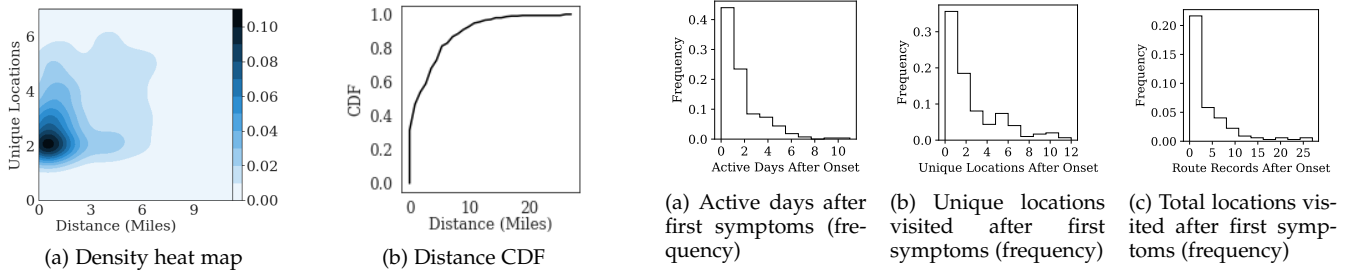 Unique Locations
6
4
2
0
0 3 6 9
Distance (Miles)
0.10
0.08
0.06
0.04
0.02
0.00
(a) Density heat map
CDF
1.0
0.8
0.6
0.4
0.2
0.0
0 10 20
Distance (Miles)
(b) Distance CDF
Frequency
0.4
0.2
0.1
0.0
0 2 4 6 8 10
Active Days After Onset
(a) Active days after
first symptoms (fre-
quency)
Frequency
0.3
0.2
0.1
0.0
0 2 4 6 8 10 12
Unique Locations After Onset
(b) Unique locations
visited after first
symptoms (frequency)
Frequency
0.20
0.15
0.10
0.05
0.00
0 5 10 15 20 25
Route Records After Onset
(c) Total locations vis-
ited after first symp-
toms (frequency)